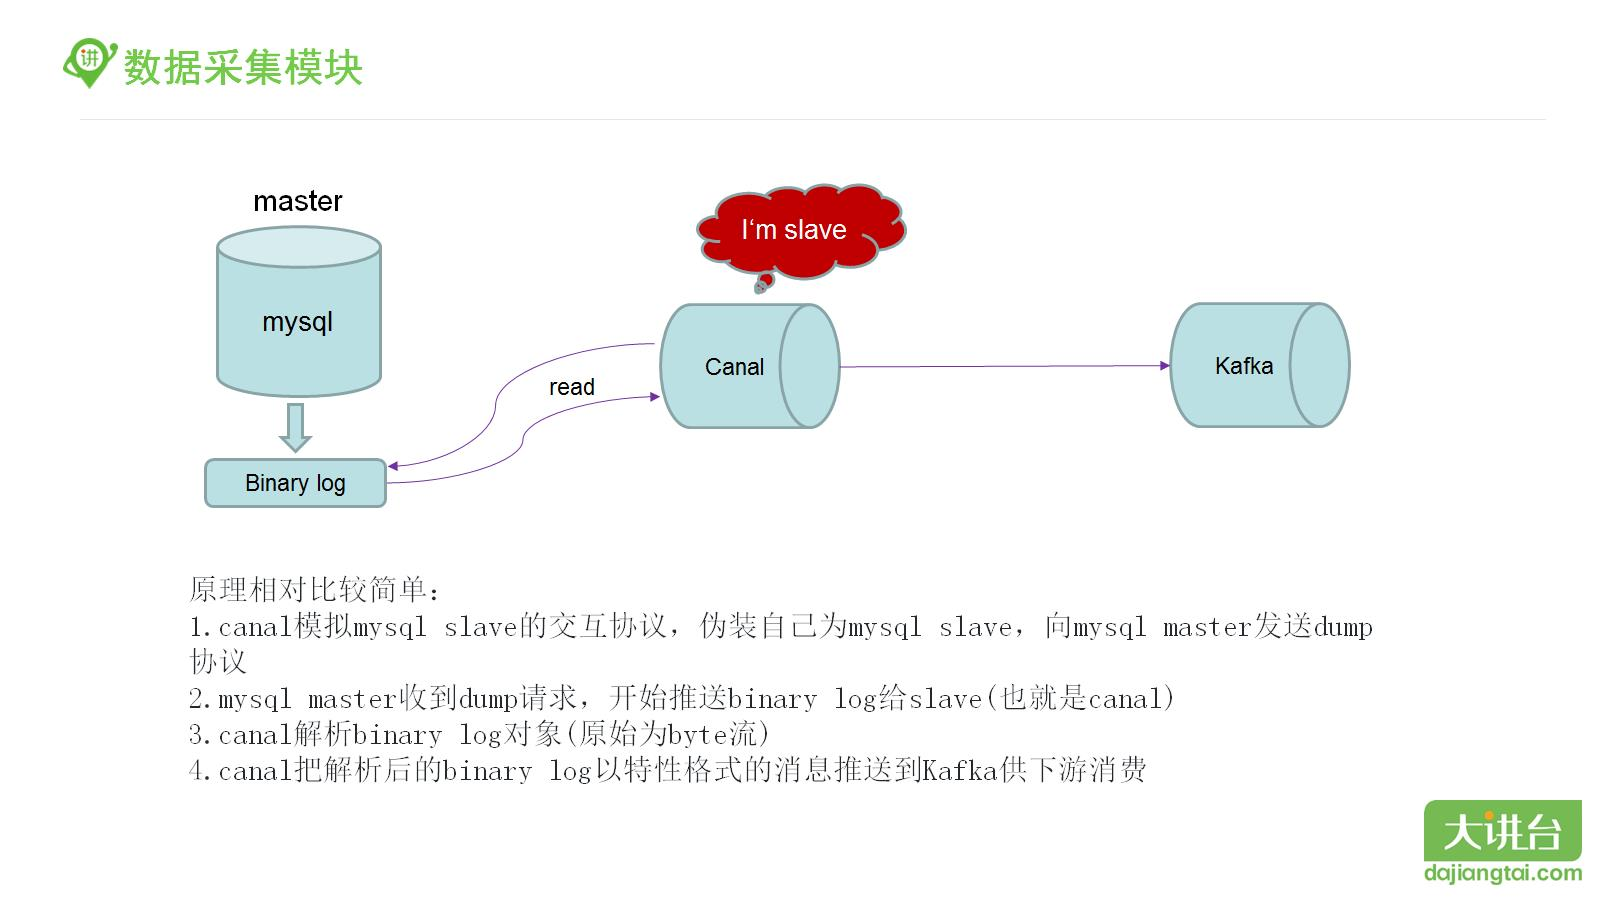 讲
数据采集模块
master
I‘m slave
mysql
Canal
Kafka
read
Binary log
原理相对比较简单：
1.canal模拟mysql slave的交互协议，伪装自己为mysql slave，向mysql master发送dump
协议
2.mysql master收到dump请求，开始推送binary log给slave(也就是canal)
3.canal解析binary log对象(原始为byte流)
4.canal把解析后的binary log以特性格式的消息推送到Kafka供下游消费
大讲台
dajiangtai.com